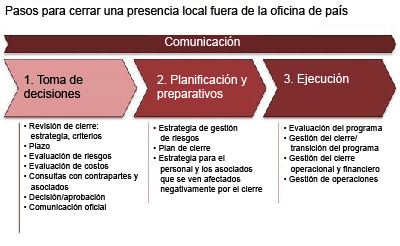 Pasos para cerrar una presencia local fuera de la oficina de país
Comunicación
1. Toma de
decisiones
• Revisión de cierre:
estrategia, criterios
• Plazo
• Evaluación de riesgos
• Evaluación de costos
• Consultas con contrapartes y
asociados
• Decisión/aprobación
• Comunicación oficial
2. Planificación y
preparativos
• Estrategia de gestión
de riesgos
• Plan de cierre
• Estrategia para el
personal y los asociados
que se ven afectados
negativamente por el cierre
3. Ejecución
• Evaluación del programa
• Gestión del cierre/
transición del programa
• Gestión del cierre
operacional y financiero
• Gestión de operaciones